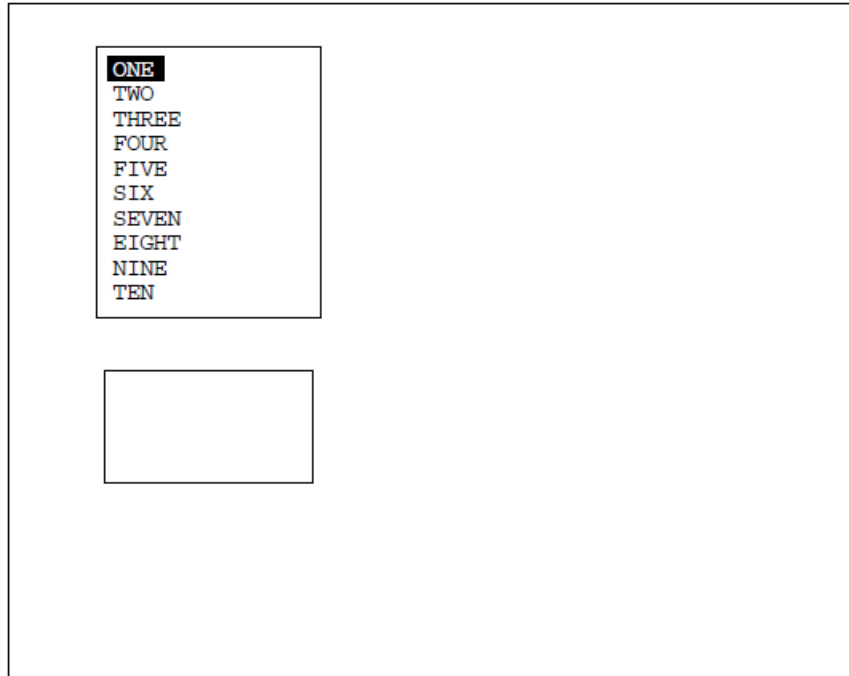 ONE
TWO
THREE
FOUR
FIVE
SIX
SEVEN
EIGHT
NINE
TEN